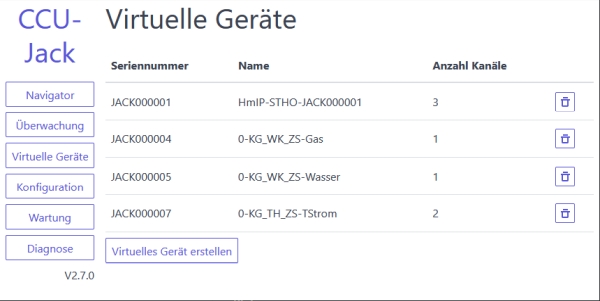 CCU-
Jack
Navigator
Überwachung
Virtuelle Geräte
Konfiguration
Wartung
Diagnose
V2.7.0
Virtuelle Geräte
Seriennummer Name Anzahl Kanäle
JACK000001 HmIP-STHO-JACK000001 3
JACK000004 0-KG_WK_ZS-Gas 1
JACK000005 0-KG_WK_ZS-Wasser 1
JACK000007 0-KG_TH_ZS-TStrom 2
Virtuelles Gerät erstellen